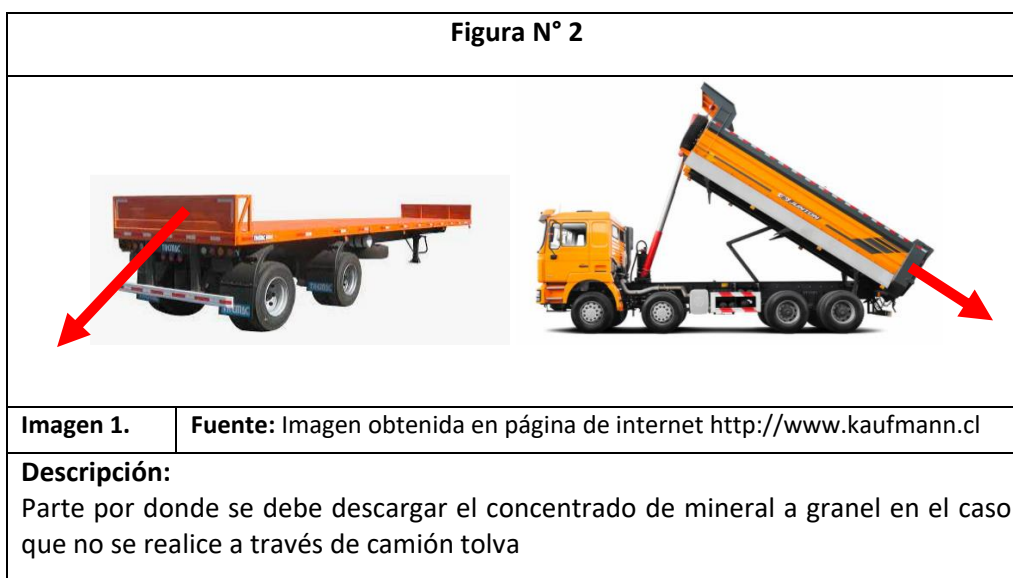 Figura N° 2
Imagen 1.
Fuente: Imagen obtenida en página de internet http://www.kaufmann.cl
Descripción:
Parte por donde se debe descargar el concentrado de mineral a granel en el caso
que no se realice a través de camión tolva